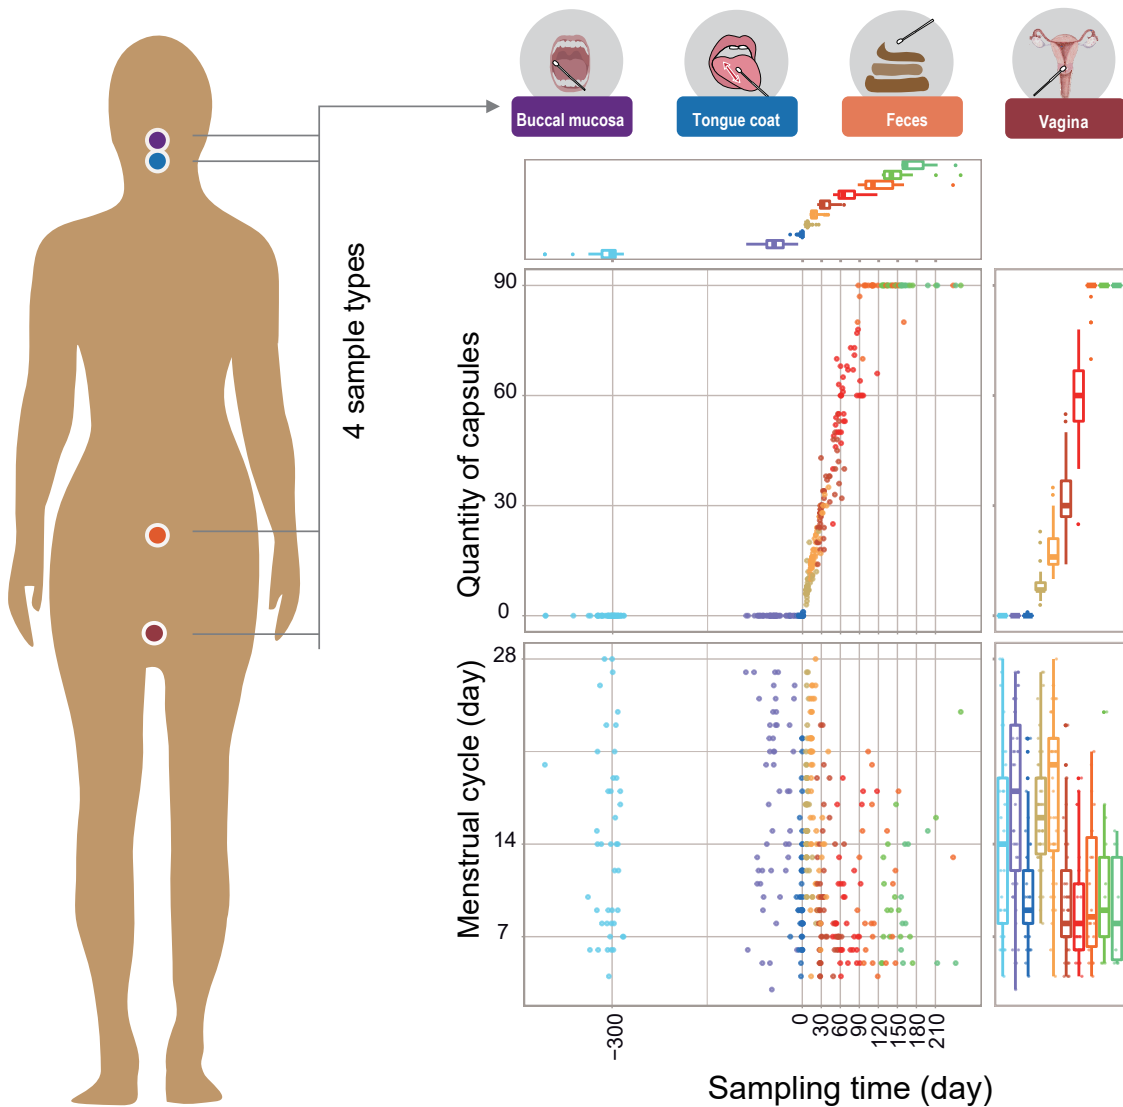 Buccal mucosa
Tongue coat
Feces
Vagina
4 sample types
Quantity of capsules
90
60
30
0
Menstrual cycle (day)
28
14
7
−300
0
30
60
90
120
150
180
210
Sampling time (day)